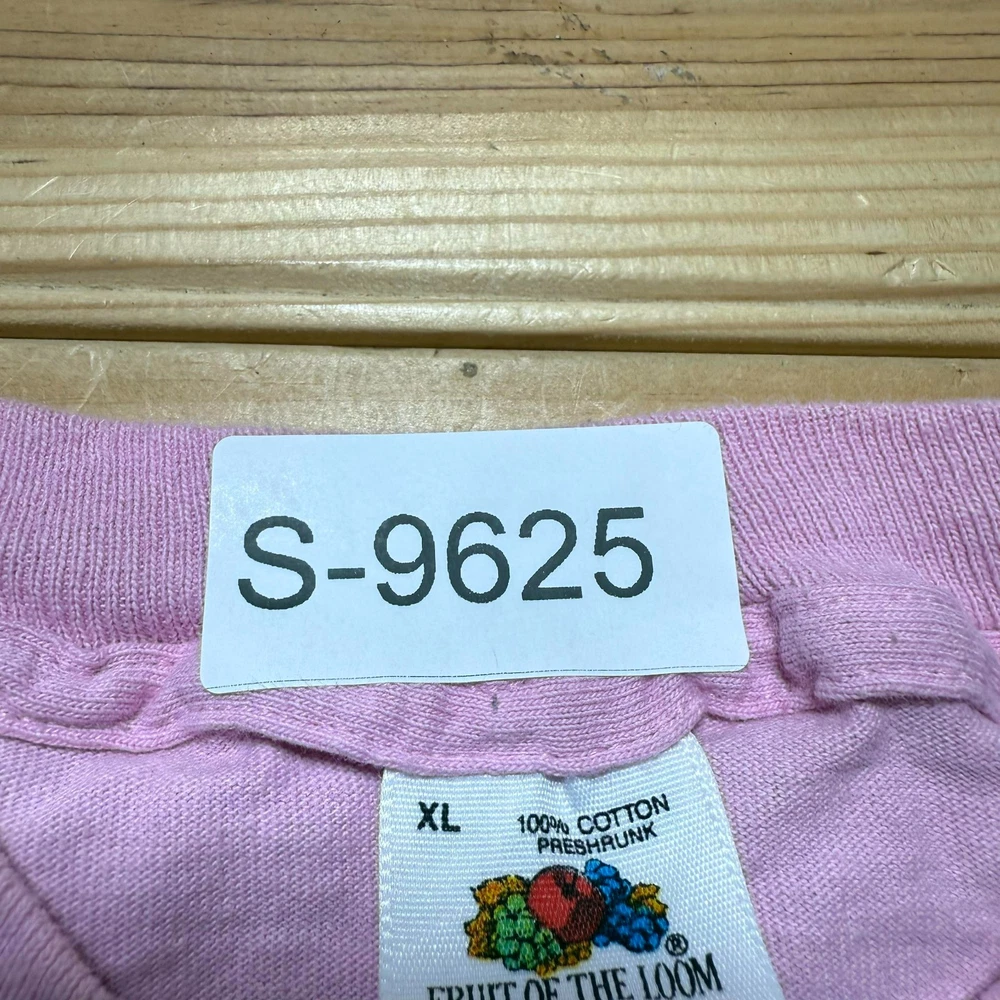 S-9625
XL
100% COTTON
PRESHRUNK
®
FRUIT OF THE LOOM